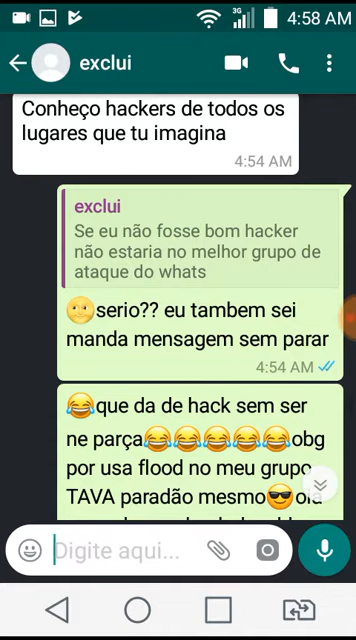 3G 4:58 AM
exclui
Conheço hackers de todos os
lugares que tu imagina
4:54 AM
exclui
Se eu não fosse bom hacker
não estaria no melhor grupo de
ataque do whats
🌝serio?? eu tambem sei
manda mensagem sem parar
4:54 AM
😂que da de hack sem ser
ne parça😂😂😂😂😂obg
por usa flood no meu grupo
TAVA paradão mesmo😎
Digite aqui...